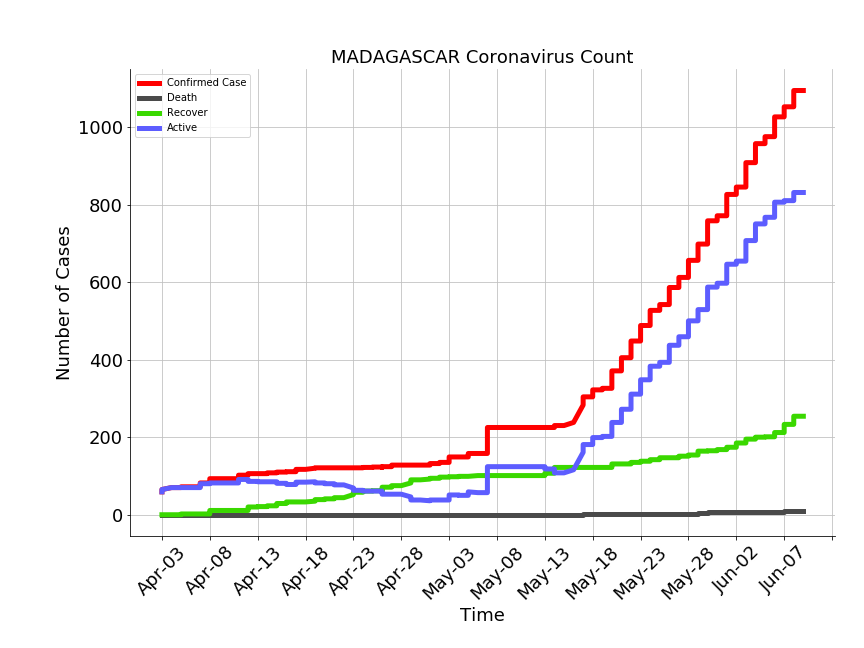 MADAGASCAR Coronavirus Count
Confirmed Case
Death
Recover
Active
Number of Cases
1000
800
600
400
200
0
Apr-03
Apr-08
Apr-13
Apr-18
Apr-23
Apr-28
May-03
May-08
May-13
May-18
May-23
May-28
Jun-02
Jun-07
Time